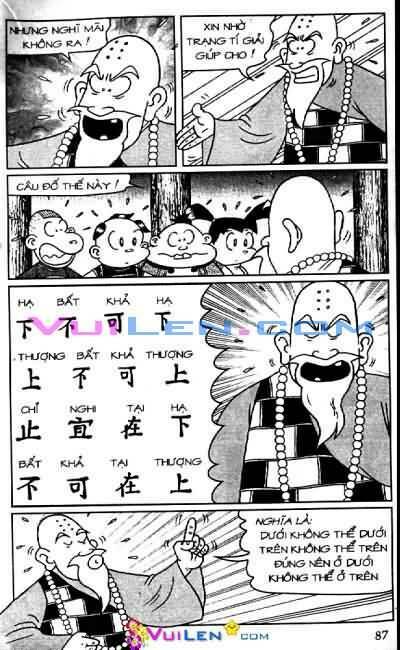 NHƯNG NGHĨ MÃI
KHÔNG RA !
XIN NHỜ
TRẠNG TÍ GIẢI
GIÚP CHO !
CÂU ĐỐ THẾ NÀY !
HẠ BẤT KHẢ HẠ
下 不 可 下
VUILEN.COM
THƯỢNG BẤT KHẢ THƯỢNG
上 不 可 上
CHỈ NGHI TẠI HẠ
止 宜 在 下
BẤT KHẢ TẠI THƯỢNG
不 可 在 上
NGHĨA LÀ:
DƯỚI KHÔNG THỂ DƯỚI
TRÊN KHÔNG THỂ TRÊN
ĐÚNG NÊN Ở DƯỚI
KHÔNG THỂ Ở TRÊN
87
VUILEN.COM